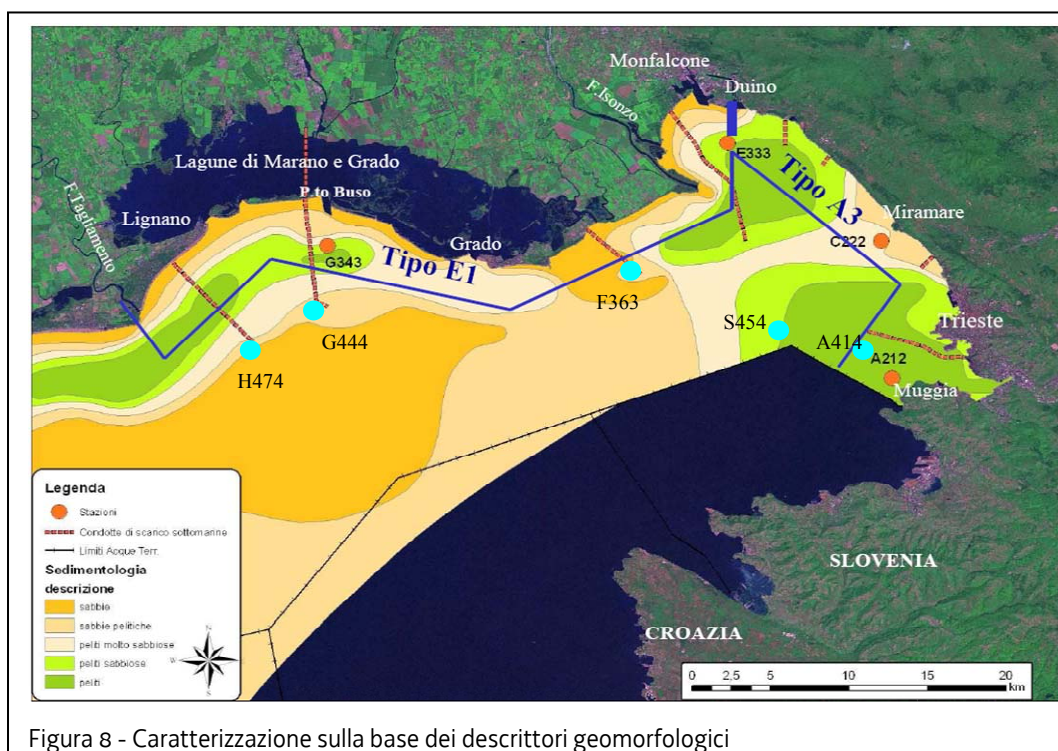 Monfalcone
Duino
F.Isonzo
E333
Lagune di Marano e Grado
Tipo A3
P.to Buso
F.Tagliamento
Lignano
Miramare
Grado
C222
G343
Tipo E1
F363
S454
Trieste
G444
A414
A212
H474
Muggia
Legenda
Stazioni
Condotte di scarico sottomarine
Limiti Acque Terr.
Sedimentologia
descrizione
sabbie
sabbie pelitiche
peliti molto sabbiose
peliti sabbiose
peliti
N
W
E
S
SLOVENIA
CROAZIA
0 2.5 5 10 15 20
km
Figura 8 - Caratterizzazione sulla base dei descrittori geomorfologici